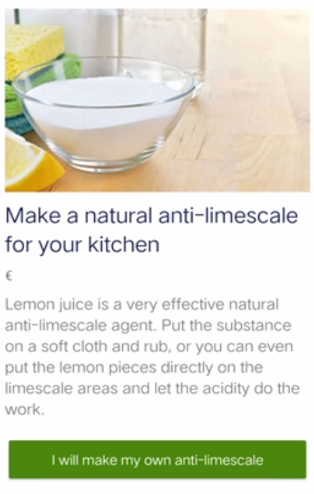 Make a natural anti-limescale
for your kitchen
€
Lemon juice is a very effective natural
anti-limescale agent. Put the substance
on a soft cloth and rub, or you can even
put the lemon pieces directly on the
limescale areas and let the acidity do the
work.
I will make my own anti-limescale